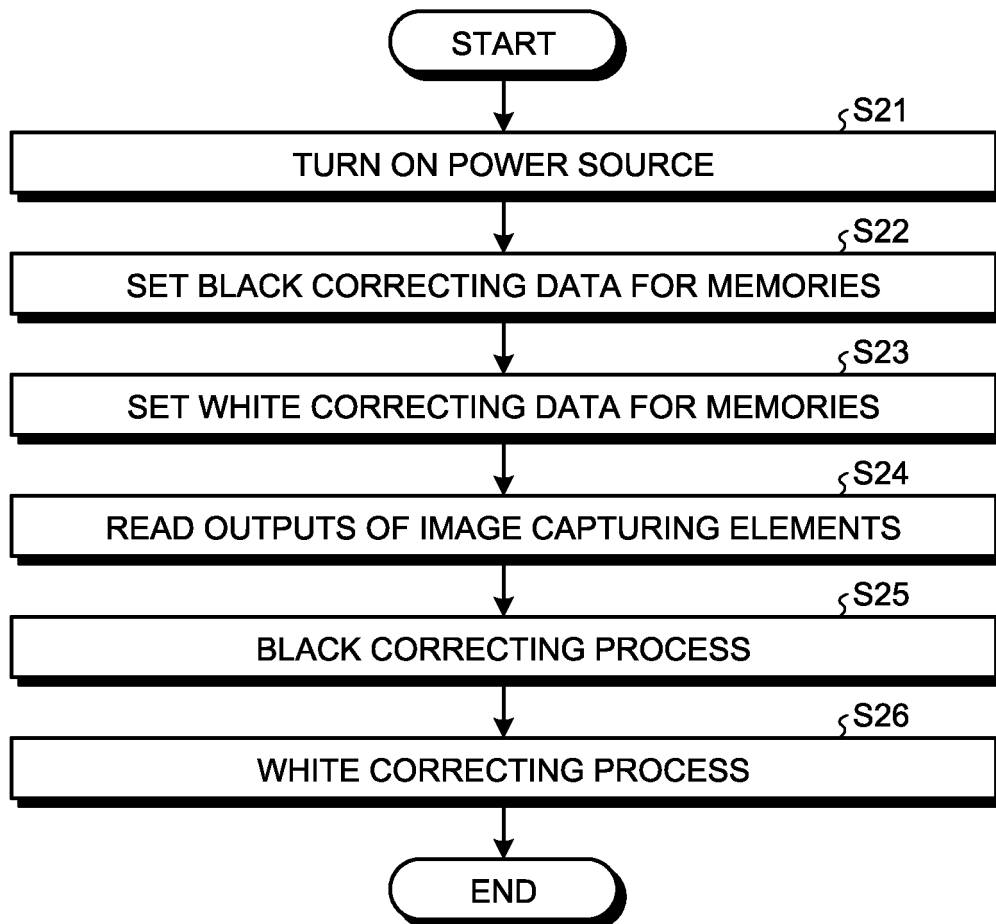 START
S21
TURN ON POWER SOURCE
S22
SET BLACK CORRECTING DATA FOR MEMORIES
S23
SET WHITE CORRECTING DATA FOR MEMORIES
S24
READ OUTPUTS OF IMAGE CAPTURING ELEMENTS
S25
BLACK CORRECTING PROCESS
S26
WHITE CORRECTING PROCESS
END